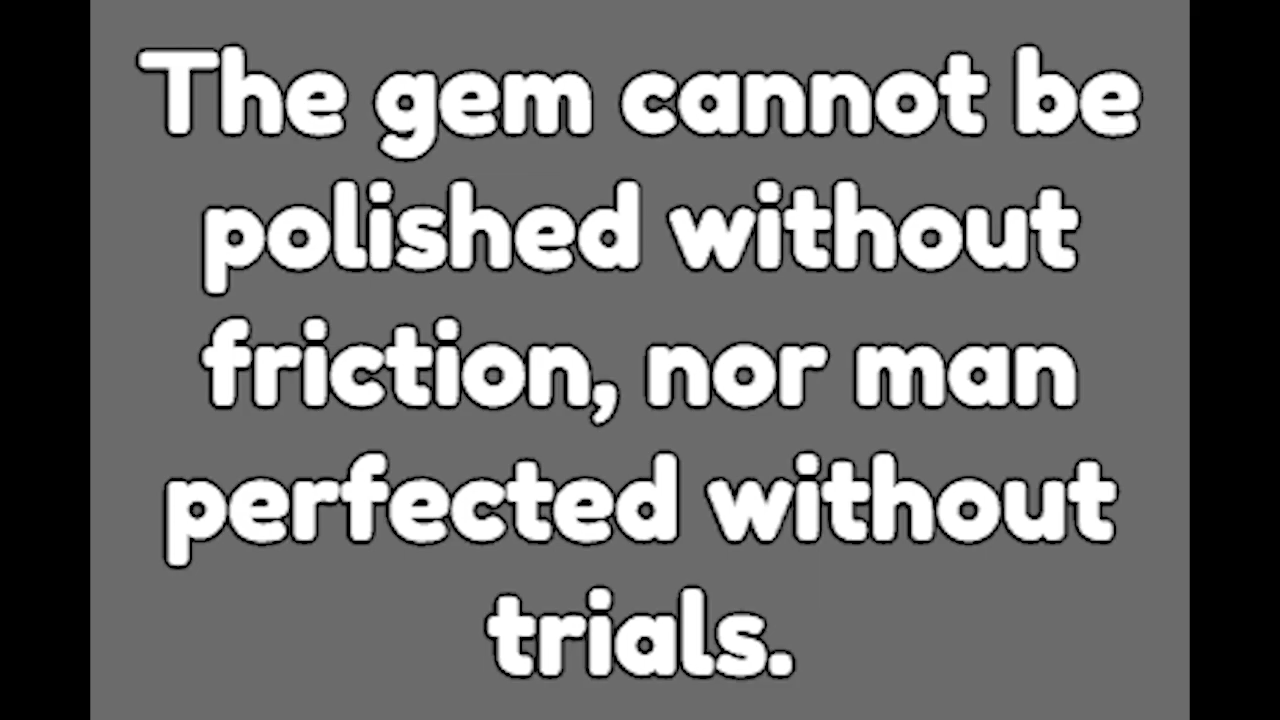 The gem cannot be
polished without
friction, nor man
perfected without
trials.